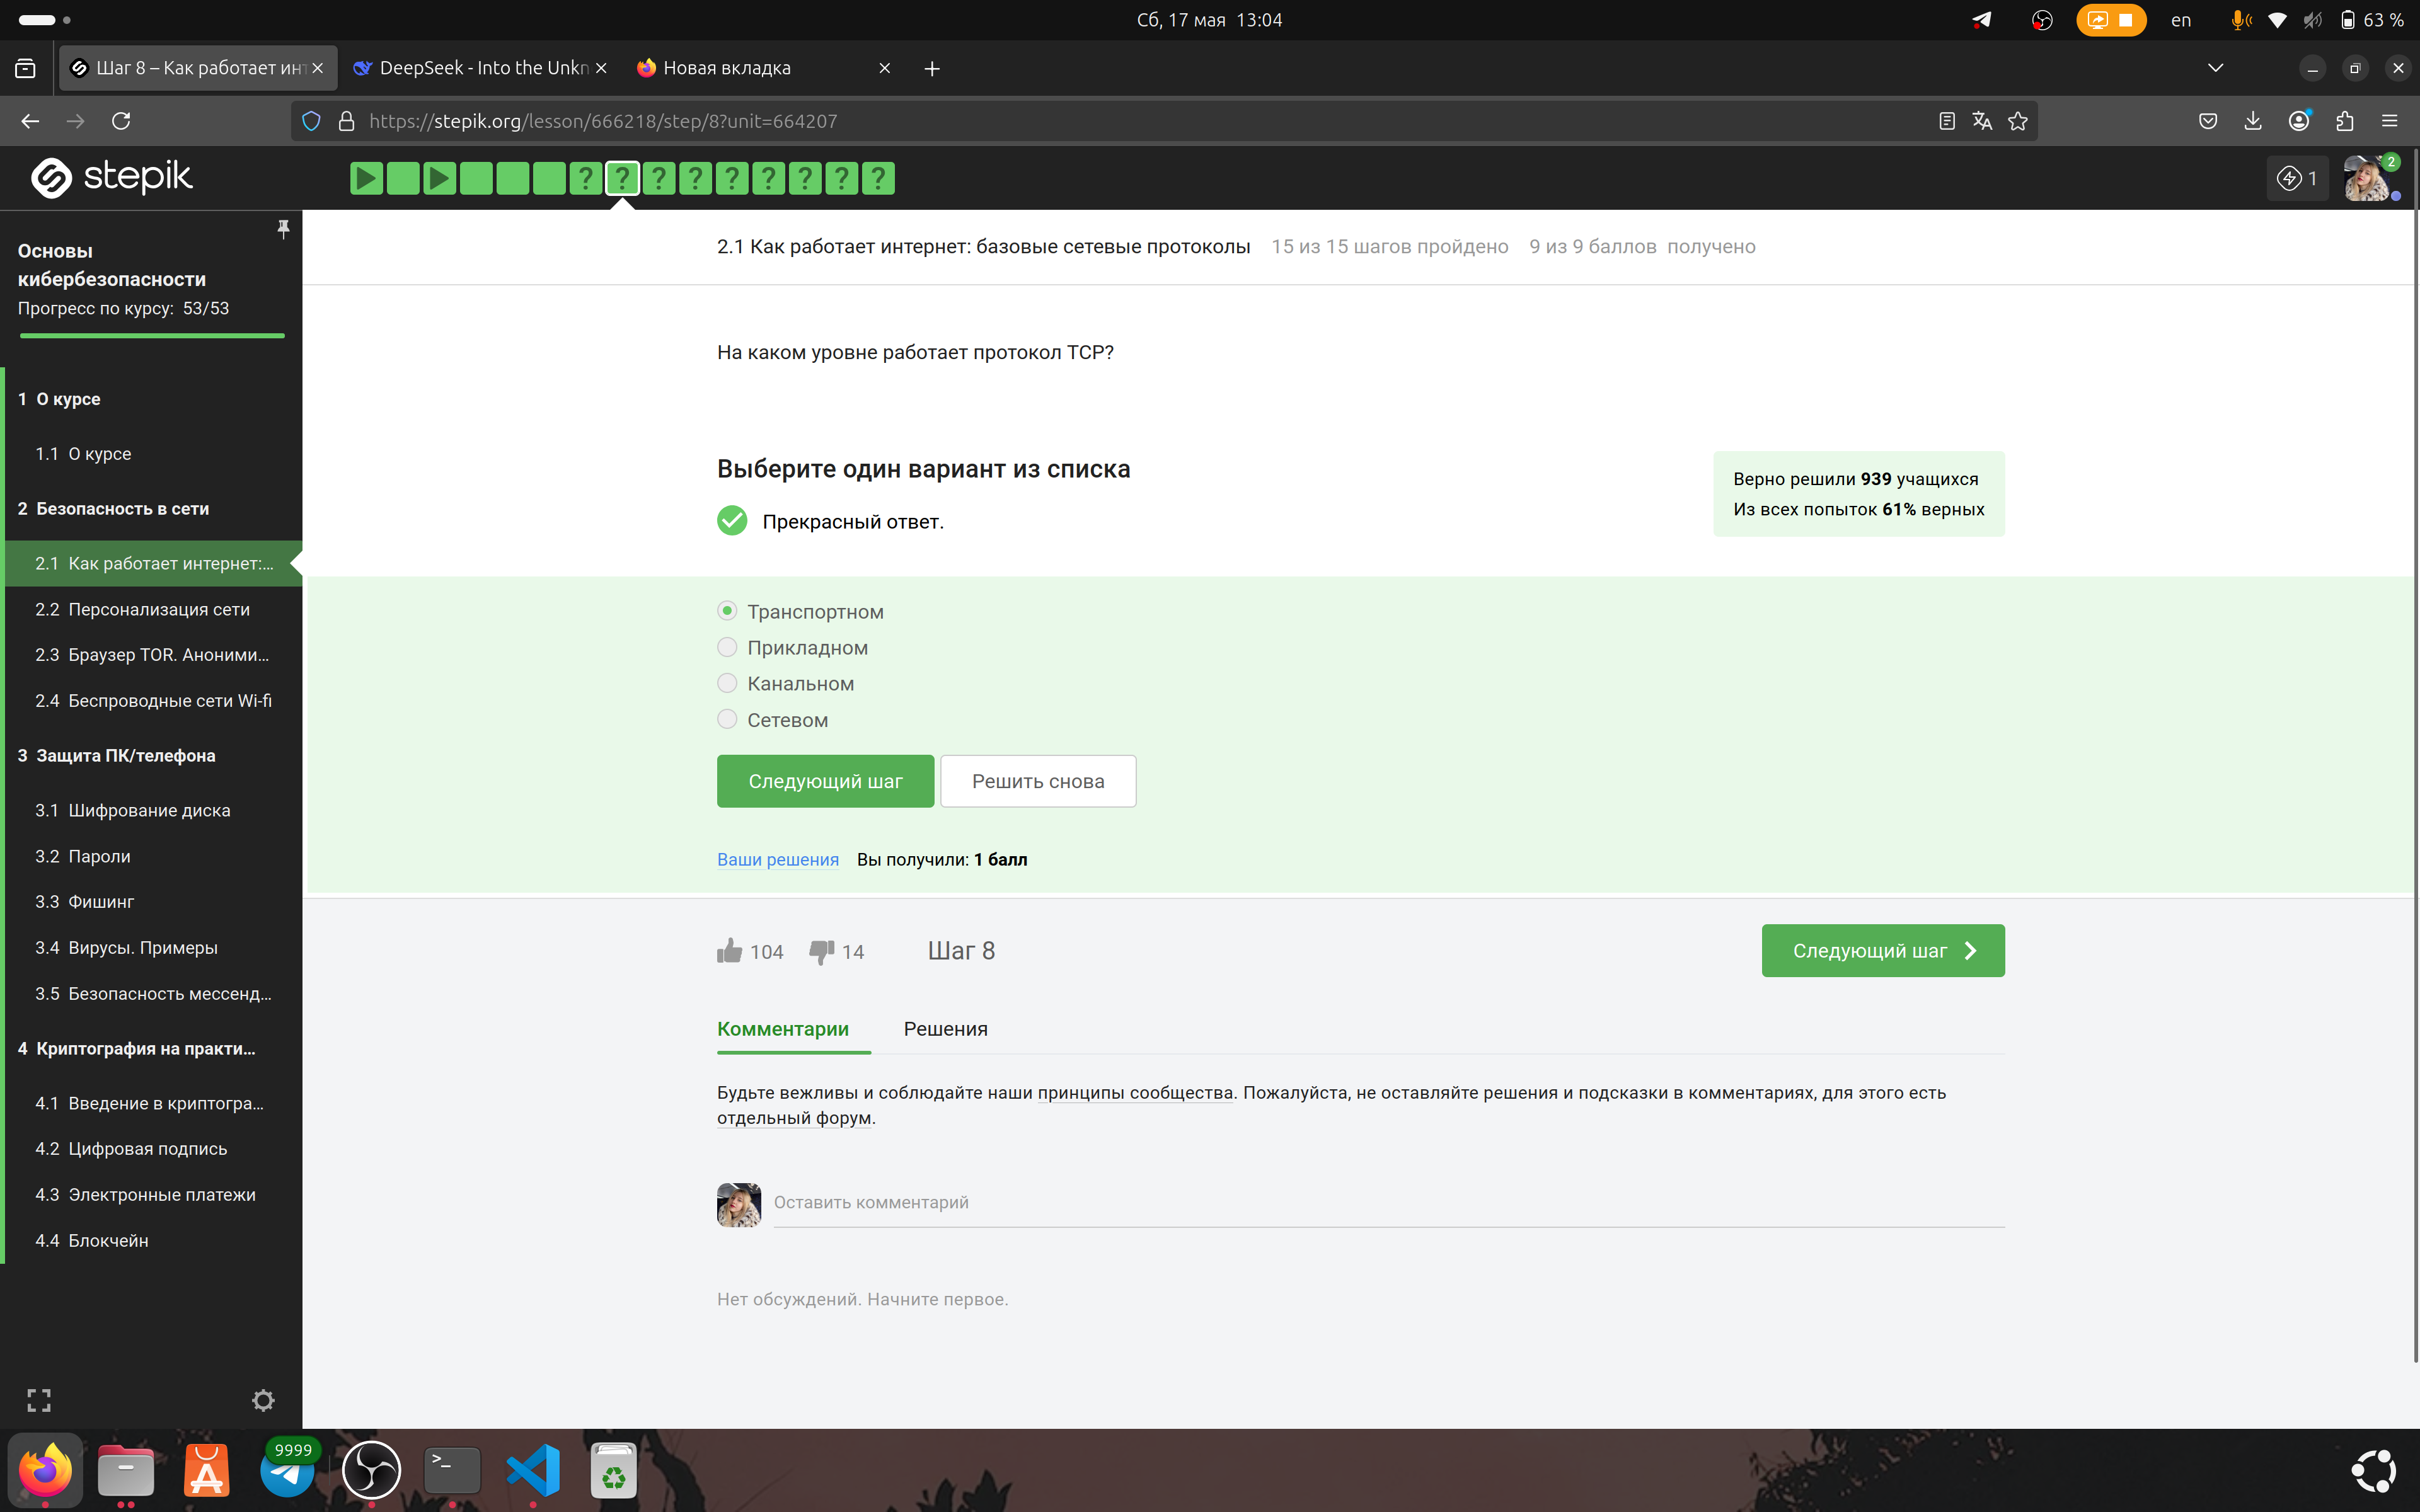 Сб, 17 мая 13:04
en
63 %
Шаг 8 – Как работает инт
DeepSeek - Into the Unkn
Новая вкладка
https://stepik.org/lesson/666218/step/8?unit=664207
stepik
1
2
Основы
кибербезопасности
Прогресс по курсу: 53/53
1 О курсе
1.1 О курсе
2 Безопасность в сети
2.1 Как работает интернет:...
2.2 Персонализация сети
2.3 Браузер TOR. Аноними...
2.4 Беспроводные сети Wi-fi
3 Защита ПК/телефона
3.1 Шифрование диска
3.2 Пароли
3.3 Фишинг
3.4 Вирусы. Примеры
3.5 Безопасность мессенд...
4 Криптография на практи...
4.1 Введение в криптогра...
4.2 Цифровая подпись
4.3 Электронные платежи
4.4 Блокчейн
2.1 Как работает интернет: базовые сетевые протоколы 15 из 15 шагов пройдено 9 из 9 баллов получено
На каком уровне работает протокол TCP?
Выберите один вариант из списка
Прекрасный ответ.
Верно решили 939 учащихся
Из всех попыток 61% верных
Транспортном
Прикладном
Канальном
Сетевом
Следующий шаг
Решить снова
Ваши решения Вы получили: 1 балл
104
14
Шаг 8
Следующий шаг
Комментарии
Решения
Будьте вежливы и соблюдайте наши принципы сообщества. Пожалуйста, не оставляйте решения и подсказки в комментариях, для этого есть
отдельный форум.
Оставить комментарий
Нет обсуждений. Начните первое.
9999